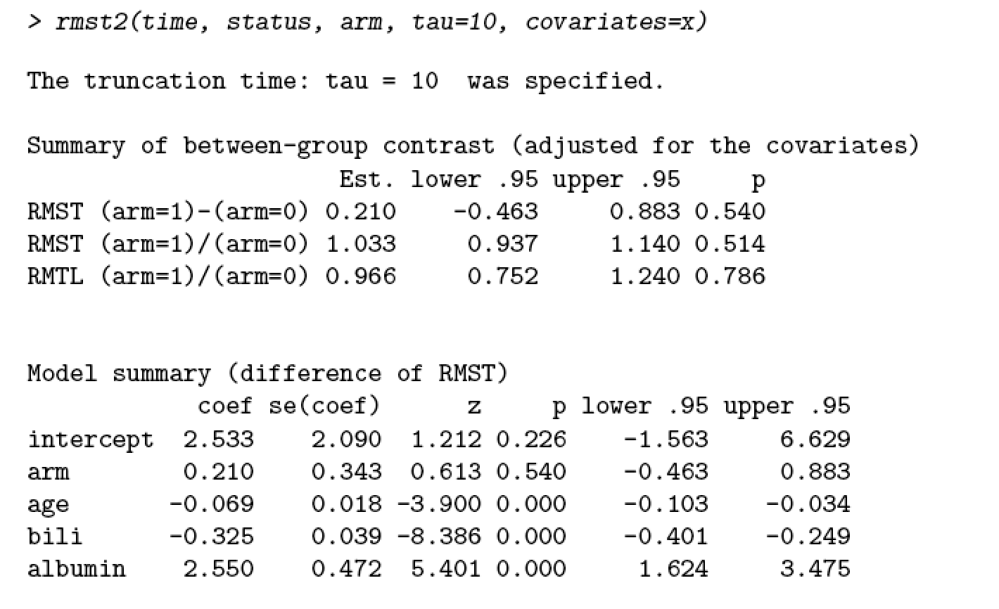 > rmst2(time, status, arm, tau=10, covariates=x)
The truncation time: tau = 10  was specified.
Summary of between-group contrast (adjusted for the covariates)
                      Est. lower .95 upper .95     p
RMST (arm=1)-(arm=0) 0.210    -0.463     0.883 0.540
RMST (arm=1)/(arm=0) 1.033     0.937     1.140 0.514
RMTL (arm=1)/(arm=0) 0.966     0.752     1.240 0.786
Model summary (difference of RMST)
            coef se(coef)      z     p lower .95 upper .95
intercept  2.533    2.090  1.212 0.226    -1.563     6.629
arm        0.210    0.343  0.613 0.540    -0.463     0.883
age       -0.069    0.018 -3.900 0.000    -0.103    -0.034
bili      -0.325    0.039 -8.386 0.000    -0.401    -0.249
albumin    2.550    0.472  5.401 0.000     1.624     3.475